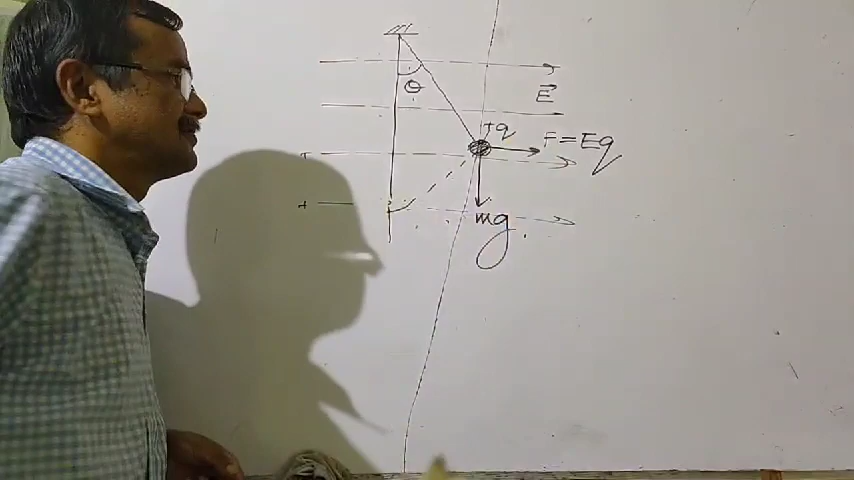 θ
E⃗
+q
F = Eq
mg